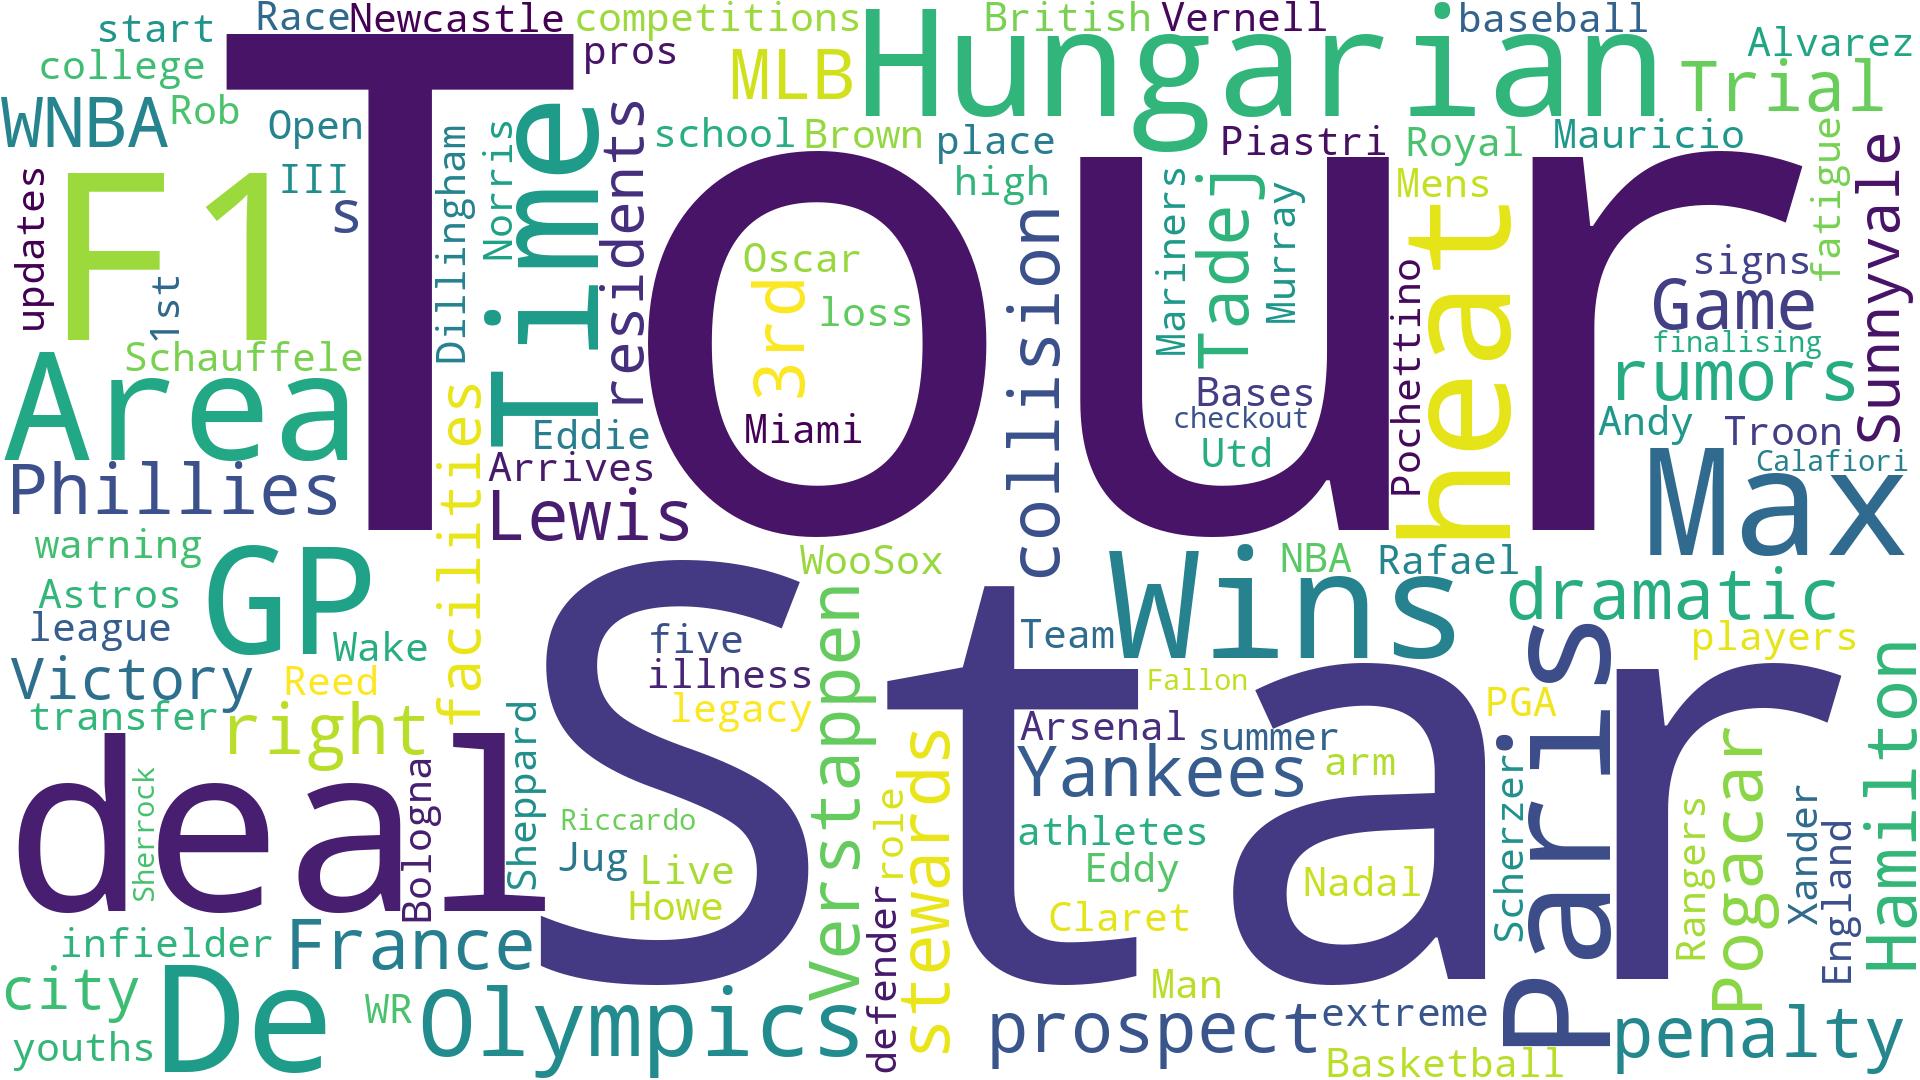 start
Race
Newcastle
competitions
British
Vernell
baseball
Alvarez
college
pros
MLB
Hungarian
Trial
WNBA
Rob
Open
Tour
Time
residents
school
Brown
place
Piastri
Royal
Mauricio
fatigue
Sunnyvale
updates
F1
III
s
Dillingham
Norris
high
Mariners
Tadej
Murray
Mens
heat
1st
Oscar
3rd
loss
collision
signs
Game
finalising
rumors
Schauffele
Area
facilities
Eddie
Miami
Bases
checkout
Utd
Pochettino
Andy
Troon
Calafiori
Max
Phillies
Arrives
Lewis
warning
GP
WooSox
Wins
NBA
Rafael
dramatic
Astros
league
Wake
Star
five
Team
Paris
players
Victory
Reed
illness
Verstappen
Fallon
PGA
Hamilton
transfer
right
legacy
Arsenal
summer
deal
Sherrock
Bologna
Sheppard
stewards
Yankees
arm
Scherzer
Pogacar
Riccardo
role
athletes
Rangers
Xander
England
Jug
Live
Eddy
Nadal
Howe
defender
Claret
infielder
France
city
De
WR
Olympics
Man
prospect
extreme
penalty
youths
Basketball